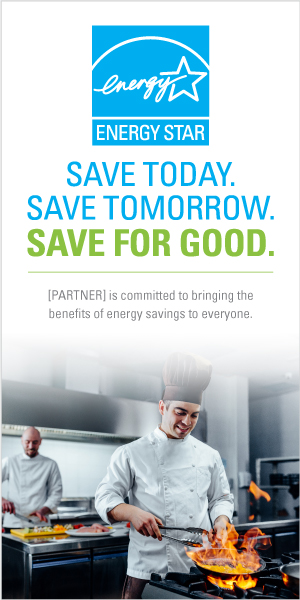 energy
ENERGY STAR
SAVE TODAY.
SAVE TOMORROW.
SAVE FOR GOOD.
[PARTNER] is committed to bringing the
benefits of energy savings to everyone.